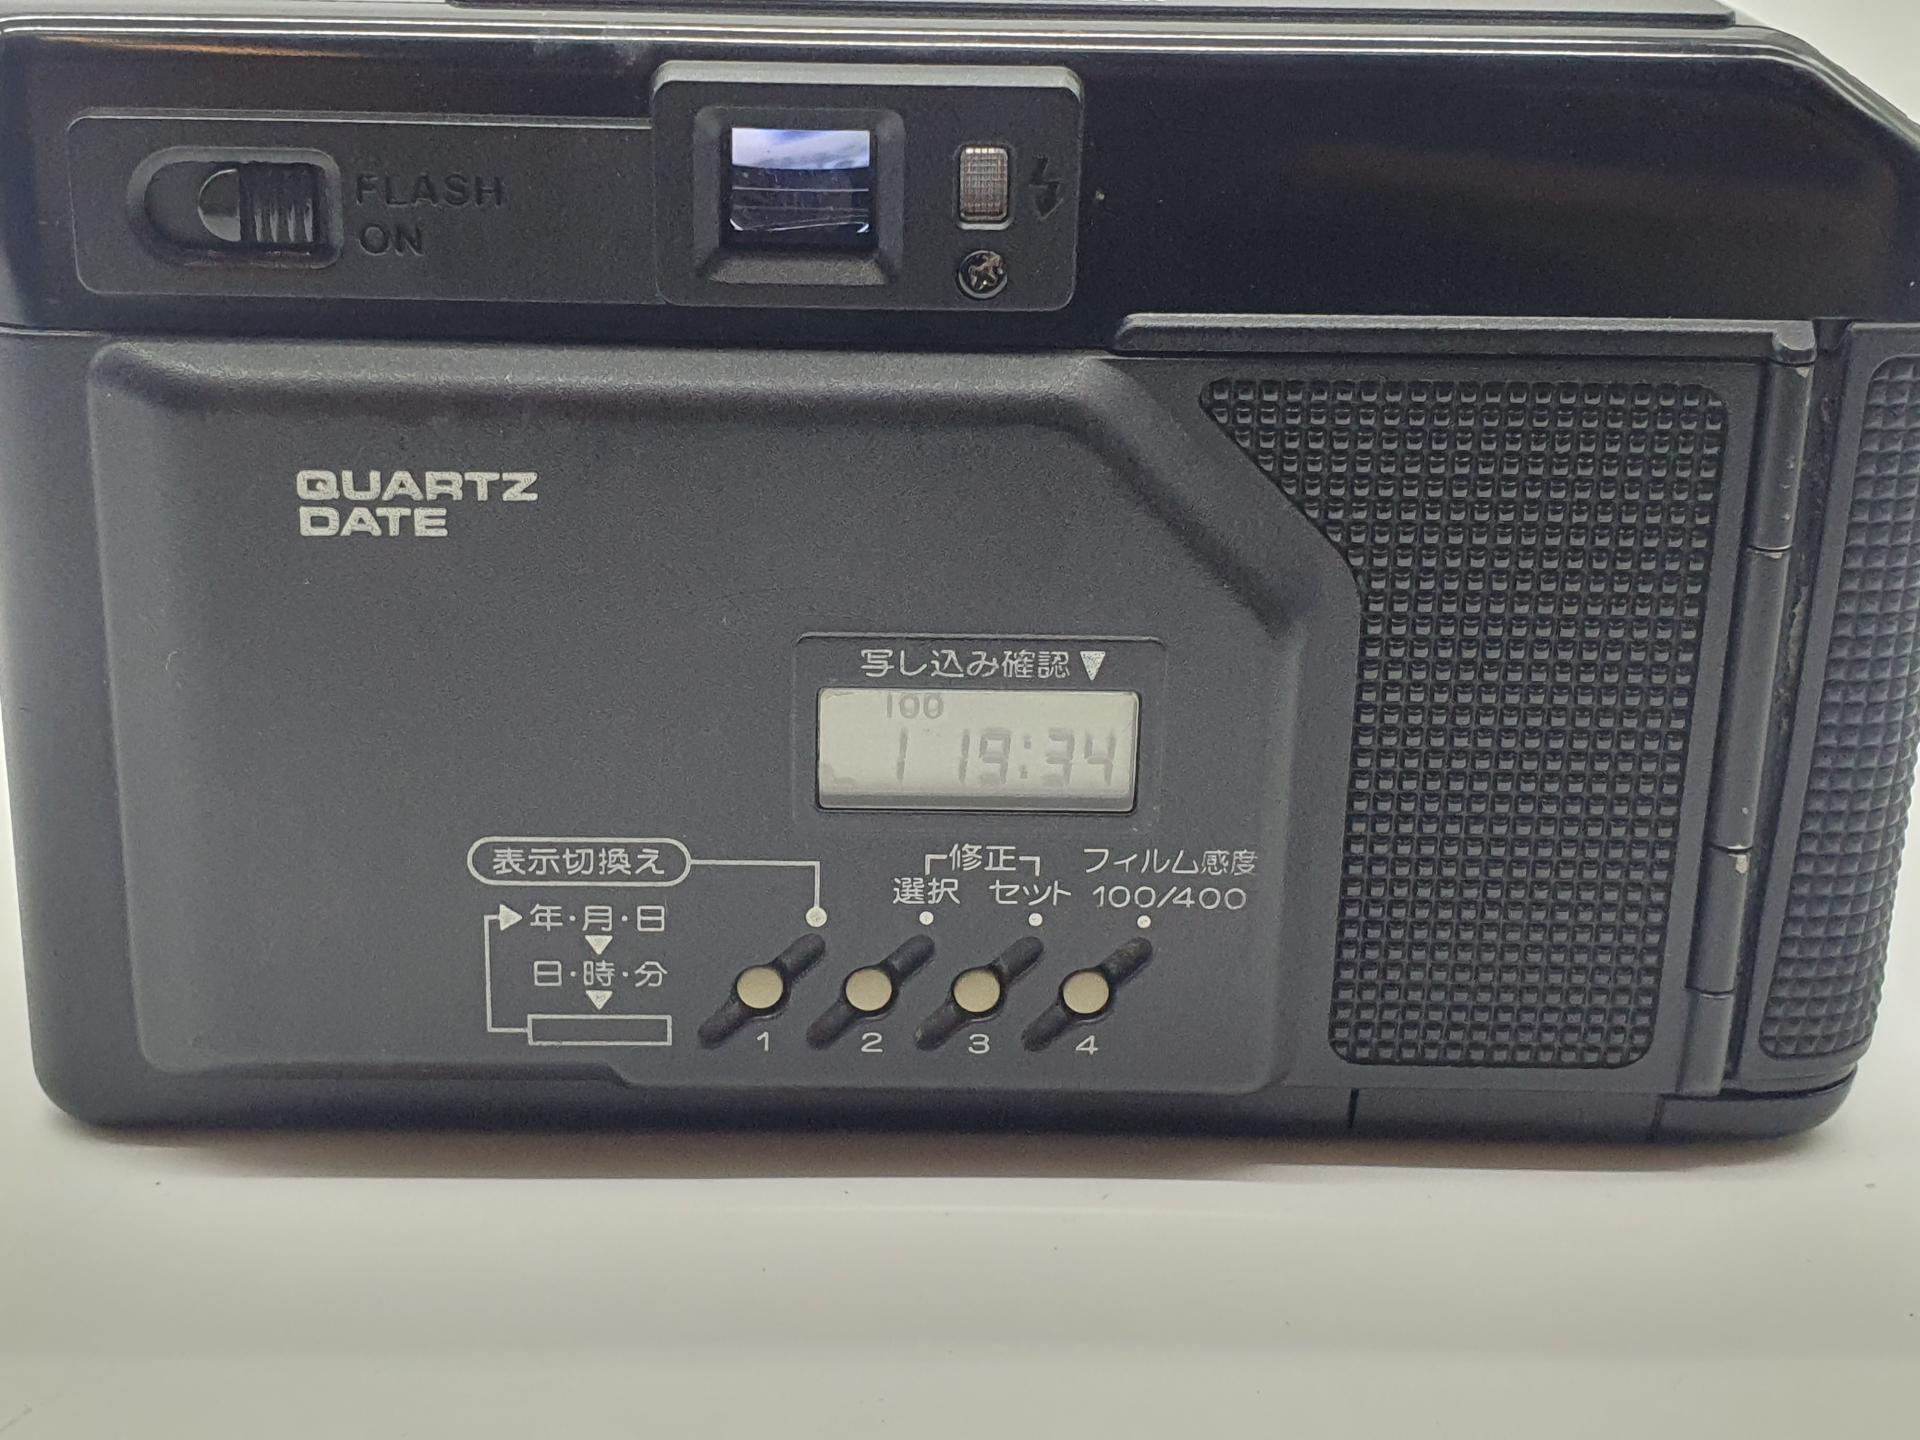 FLASH
ON
QUARTZ
DATE
写し込み確認▼
100
1 19:34
表示切換え
修正
選択 セット
フィルム感度
100/400
年・月・日
日・時・分
1 2 3 4